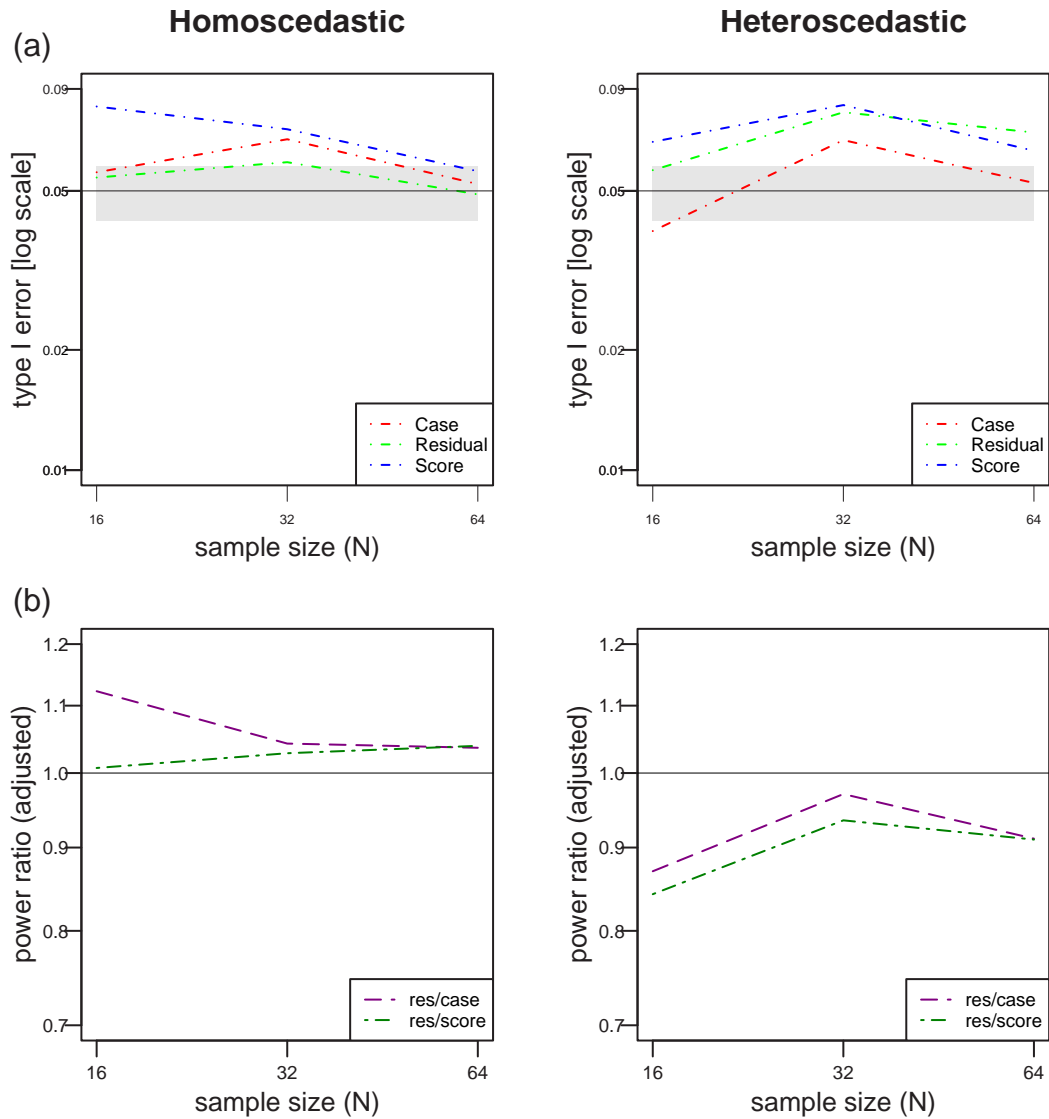 Homoscedastic
Heteroscedastic
(a)
type I error [log scale]
0.09
0.05
0.02
0.01
Case
Residual
Score
16
32
64
sample size (N)
type I error [log scale]
0.09
0.05
0.02
0.01
Case
Residual
Score
16
32
64
sample size (N)
(b)
power ratio (adjusted)
1.2
1.1
1.0
0.9
0.8
0.7
res/case
res/score
16
32
64
sample size (N)
power ratio (adjusted)
1.2
1.1
1.0
0.9
0.8
0.7
res/case
res/score
16
32
64
sample size (N)